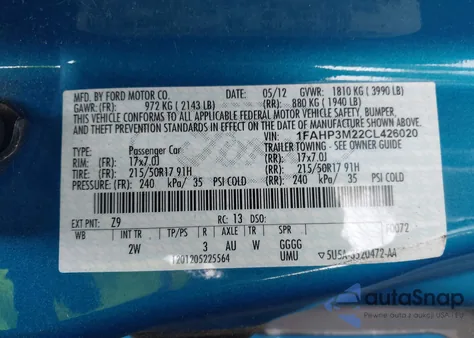 MFD. BY FORD MOTOR CO.
DATE: 05/12 GVWR: 1810 KG ( 3990 LB)
GAWR: (FR): 972 KG ( 2143 LB) (RR): 880 KG ( 1940 LB)
THIS VEHICLE CONFORMS TO ALL APPLICABLE FEDERAL MOTOR VEHICLE SAFETY, BUMPER,
AND THEFT PREVENTION STANDARDS IN EFFECT ON THE DATE OF MANUFACTURE SHOWN ABOVE.
VIN: 1FAHP3M22CL426020
TYPE: Passenger Car TRAILER TOWING - SEE OWNER GUIDE
RIM (FR): 17x7.0J (RR): 17x7.0J
TIRE (FR): 215/50R17 91H (RR): 215/50R17 91H
PRESS (FR): 240 kPa/ 35 PSI COLD (RR): 240 kPa/ 35 PSI COLD
EXT PNT: Z9 RC: 13 DSO: F0072
WB INT TR TP/PS R AXLE TR SPR
2W 3 AU W GGGG
UMU